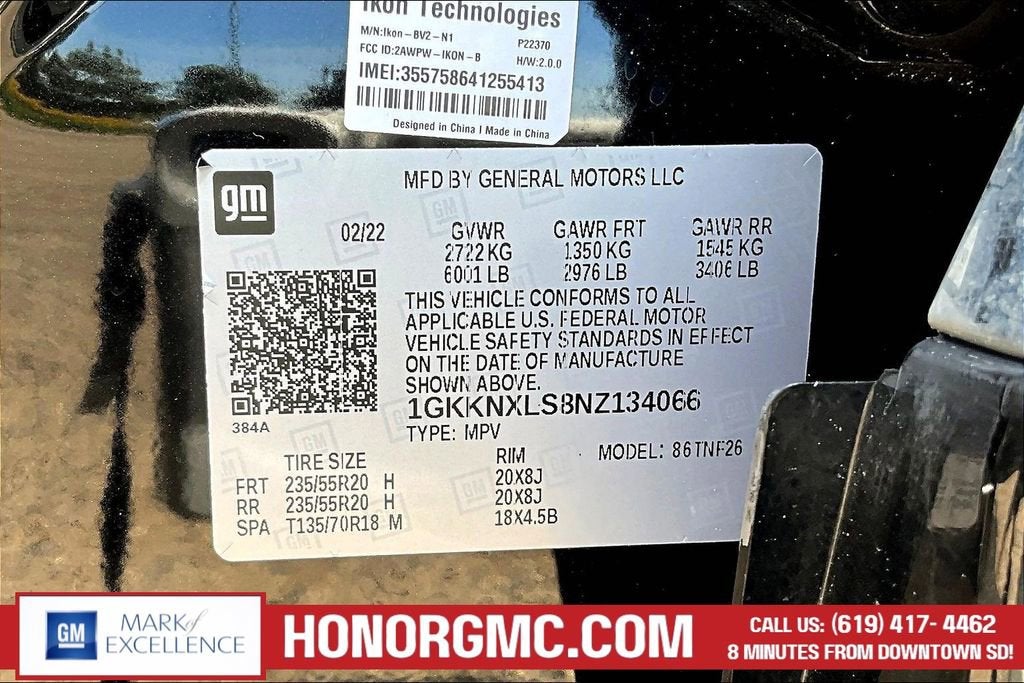 Ikon Technologies
M/N:Ikon-BV2-N1 P22370
FCC ID:2AWPW-IKON-B H/W:2.0.0
IMEI:355758641255413
Designed in China I Made in China
gm
MFD BY GENERAL MOTORS LLC
02/22 GVWR GAWR FRT GAWR RR
2722 KG 1350 KG 1545 KG
6001 LB 2976 LB 3406 LB
THIS VEHICLE CONFORMS TO ALL
APPLICABLE U.S. FEDERAL MOTOR
VEHICLE SAFETY STANDARDS IN EFFECT
ON THE DATE OF MANUFACTURE
SHOWN ABOVE.
1GKKNXLS8NZ134066
384A
TYPE: MPV
MODEL: 86TNF26
TIRE SIZE RIM
FRT 235/55R20 H 20X8J
RR 235/55R20 H 20X8J
SPA T135/70R18 M 18X4.5B
GM MARK of EXCELLENCE
HONORGMC.COM
CALL US: (619) 417- 4462
8 MINUTES FROM DOWNTOWN SD!